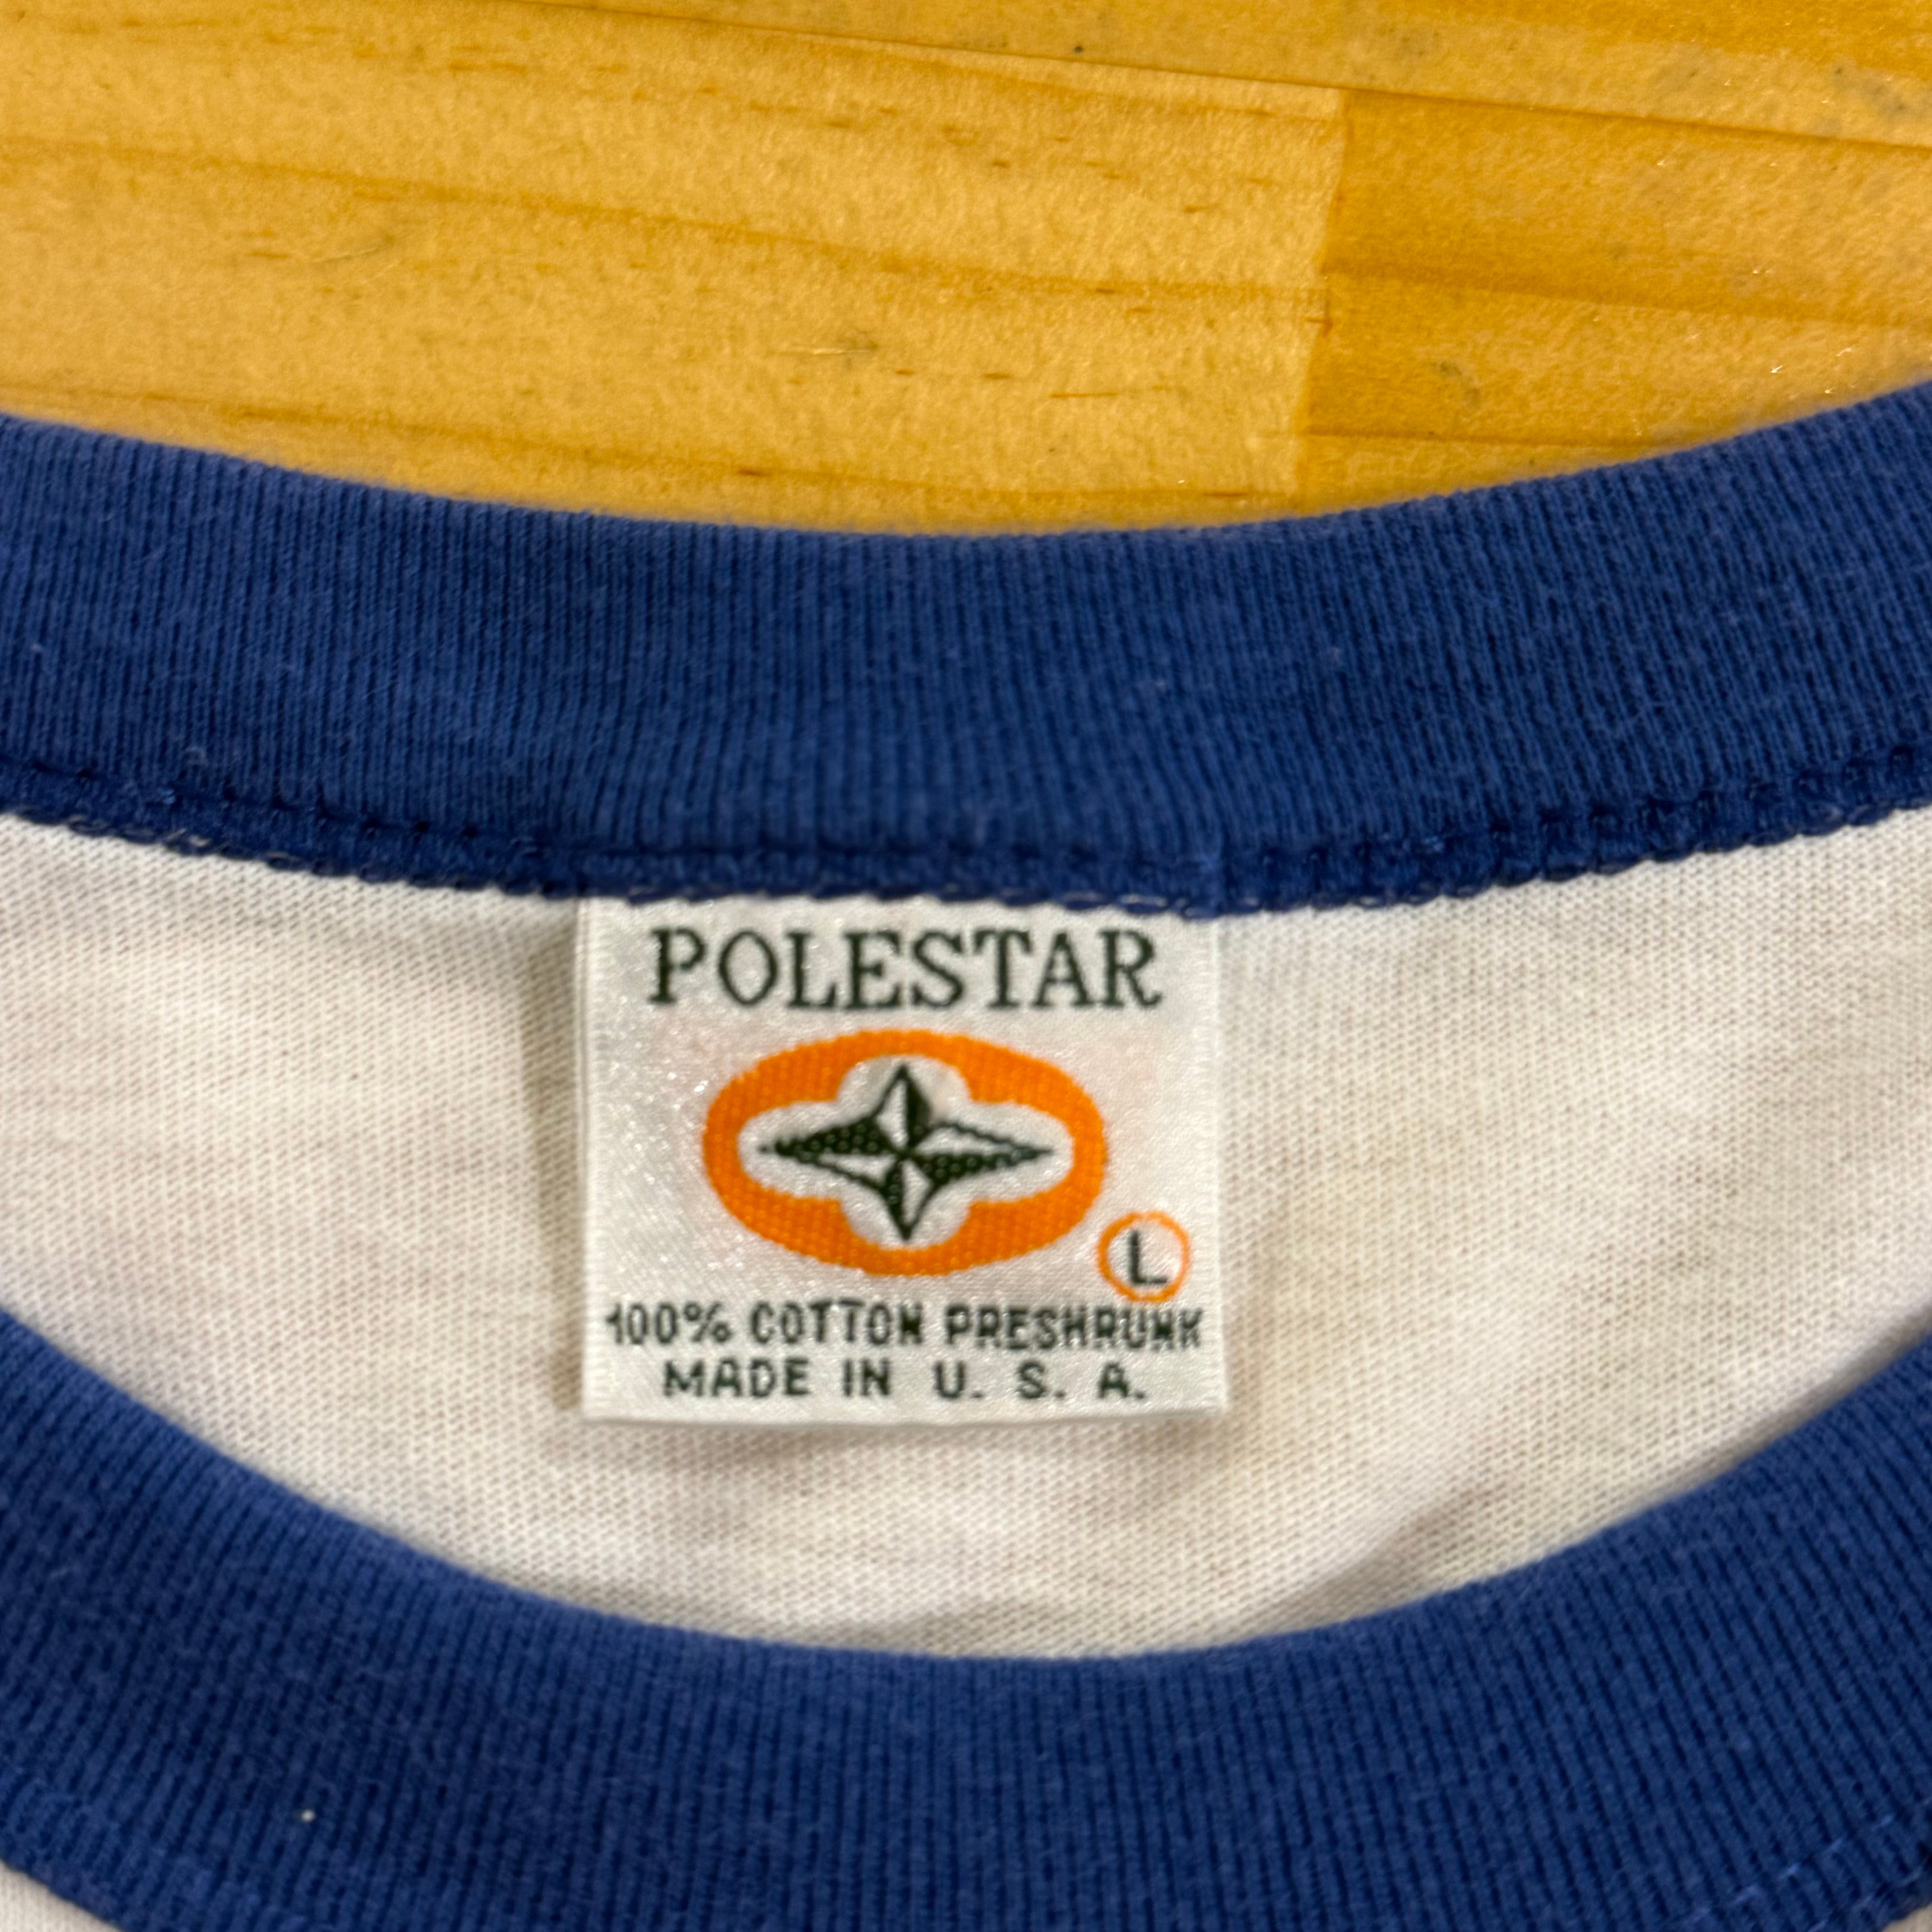 POLESTAR
L
100% COTTON PRESHRUNK
MADE IN U. S. A.